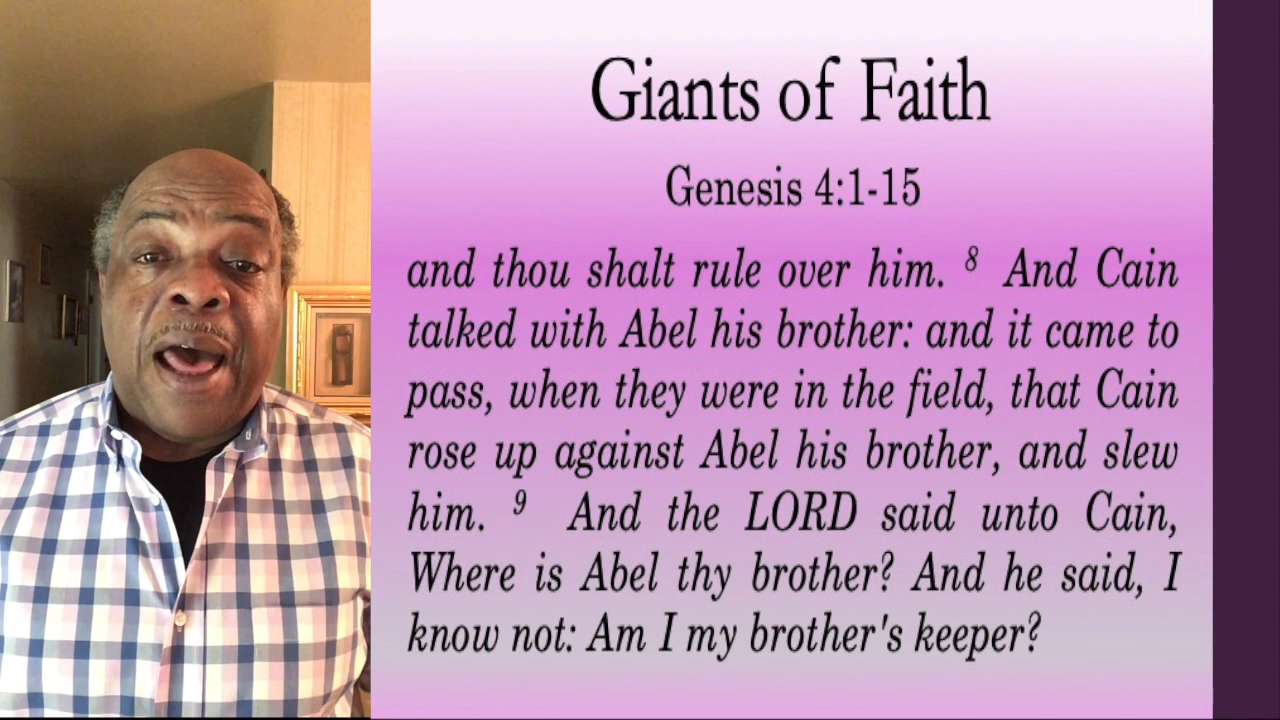 Giants of Faith
Genesis 4:1-15
and thou shalt rule over him. 8 And Cain
talked with Abel his brother: and it came to
pass, when they were in the field, that Cain
rose up against Abel his brother, and slew
him. 9 And the LORD said unto Cain,
Where is Abel thy brother? And he said, I
know not: Am I my brother's keeper?